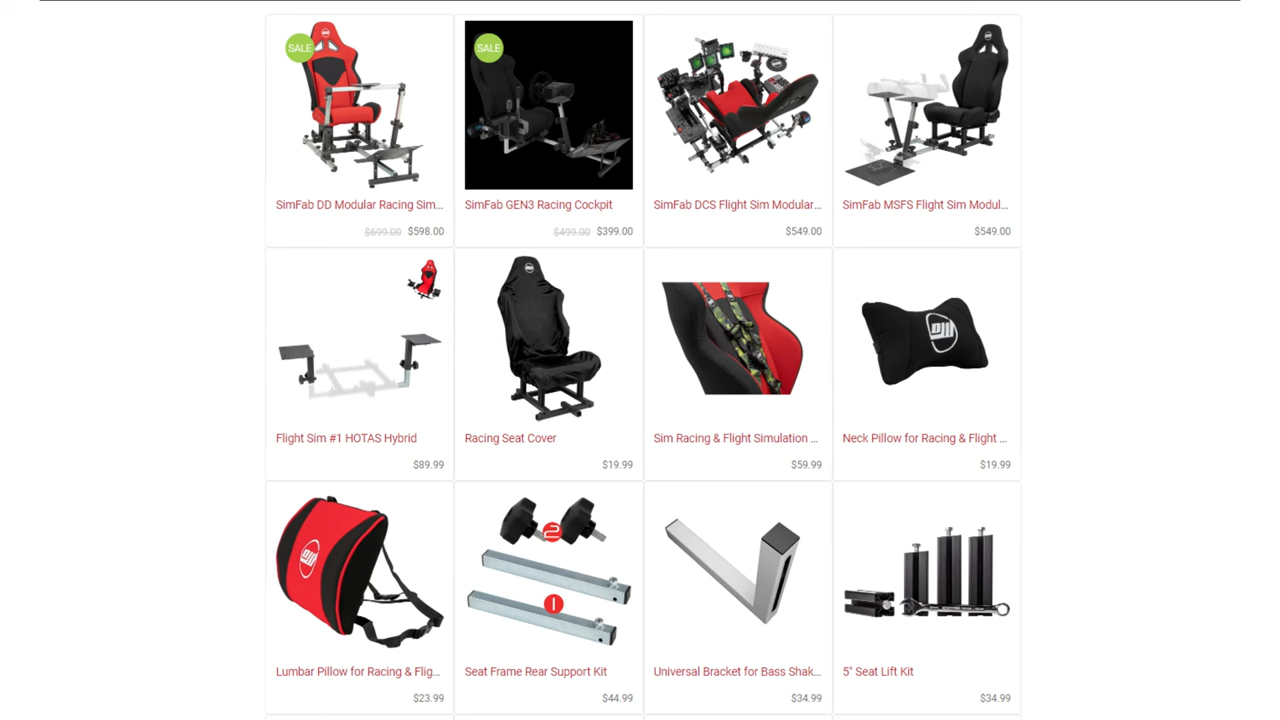 SALE
SALE
SimFab DD Modular Racing Sim...
SimFab GEN3 Racing Cockpit
SimFab DCS Flight Sim Modular...
SimFab MSFS Flight Sim Modul...
$699.00 $598.00
$499.00 $399.00
$549.00
$549.00
Flight Sim #1 HOTAS Hybrid
Racing Seat Cover
Sim Racing & Flight Simulation ...
Neck Pillow for Racing & Flight ...
$89.99
$19.99
$59.99
$19.99
2
1
Lumbar Pillow for Racing & Flig...
Seat Frame Rear Support Kit
Universal Bracket for Bass Shak...
5" Seat Lift Kit
$23.99
$44.99
$34.99
$34.99